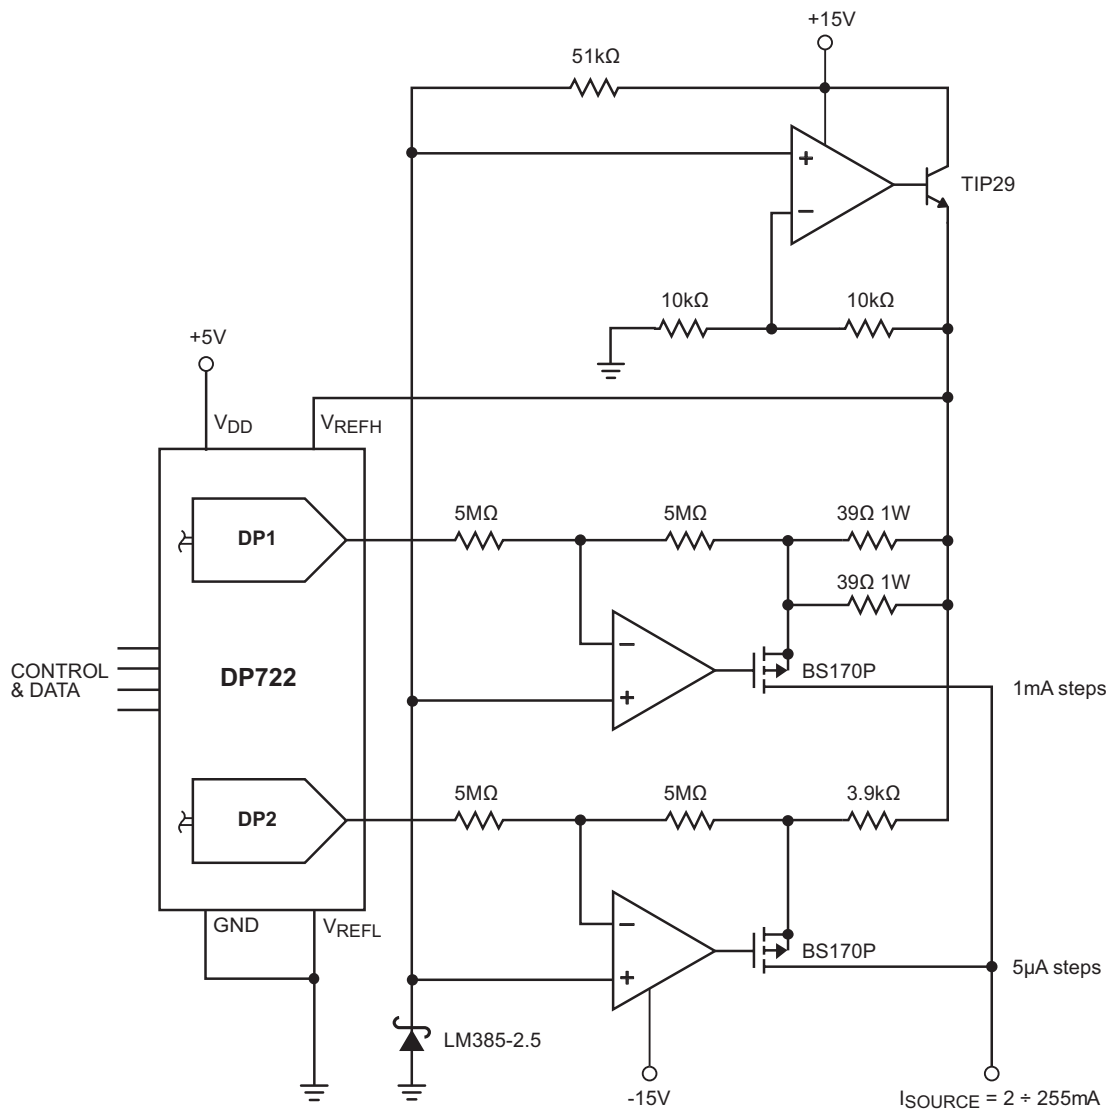 +15V
51kΩ
+
−
TIP29
10kΩ
10kΩ
+5V
VDD
VREFH
5MΩ
5MΩ
39Ω 1W
DP1
39Ω 1W
−
+
BS170P
CONTROL
& DATA
DP722
1mA steps
5MΩ
5MΩ
3.9kΩ
DP2
GND
VREFL
−
+
BS170P
5µA steps
LM385-2.5
-15V
ISOURCE = 2 ÷ 255mA